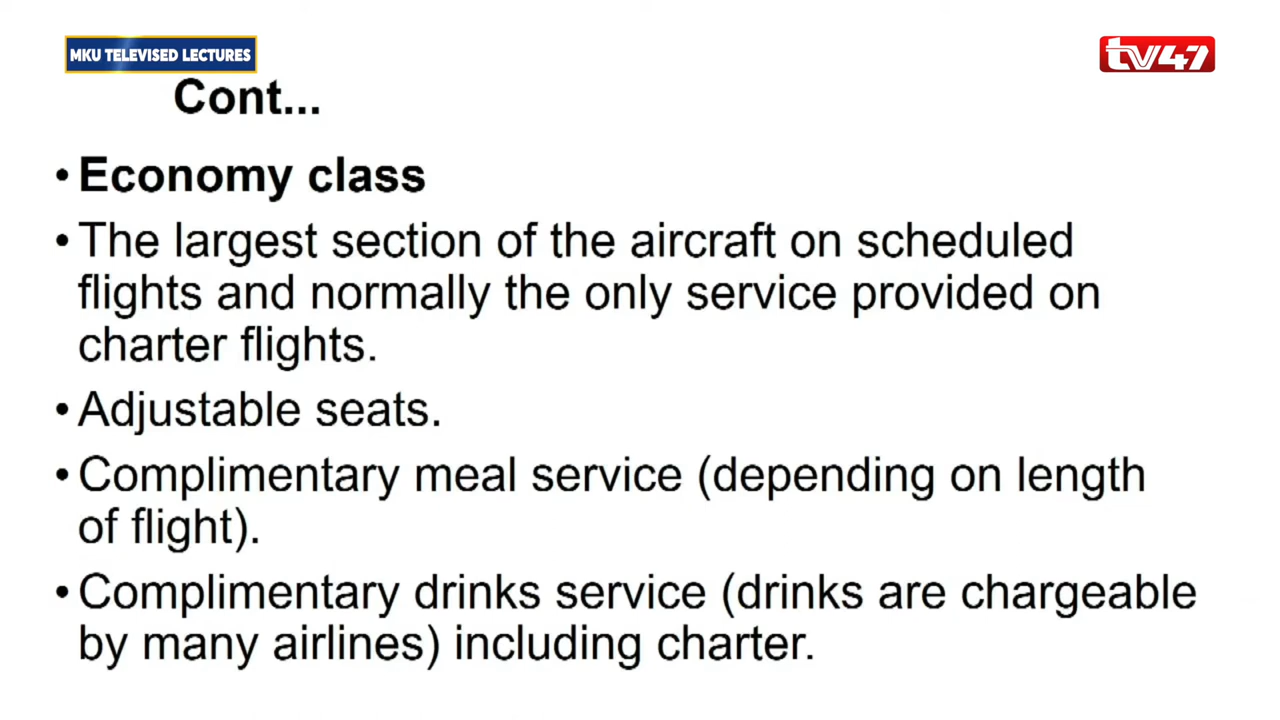 MKU TELEVISED LECTURES
tv47
Cont...
• Economy class
• The largest section of the aircraft on scheduled
flights and normally the only service provided on
charter flights.
• Adjustable seats.
• Complimentary meal service (depending on length
of flight).
• Complimentary drinks service (drinks are chargeable
by many airlines) including charter.